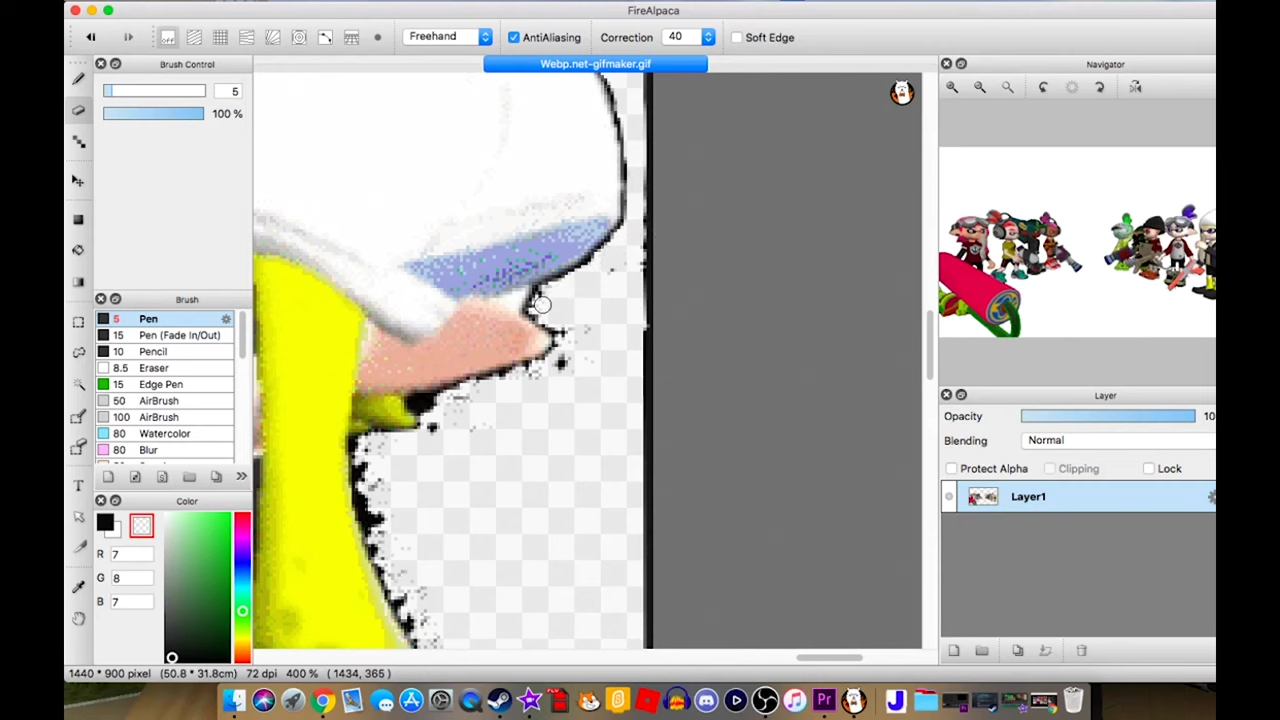 FireAlpaca
Freehand
AntiAliasing
Correction
40
Soft Edge
Brush Control
Webp.net-gifmaker.gif
Navigator
5
100 %
Brush
5 Pen
15 Pen (Fade In/Out)
10 Pencil
8.5 Eraser
15 Edge Pen
50 AirBrush
100 AirBrush
80 Watercolor
80 Blur
Layer
Opacity
10
Blending
Normal
Protect Alpha
Clipping
Lock
Layer1
Color
R 7
G 8
B 7
1440 * 900 pixel (50.8 * 31.8cm) 72 dpi 400 % ( 1434, 365 )